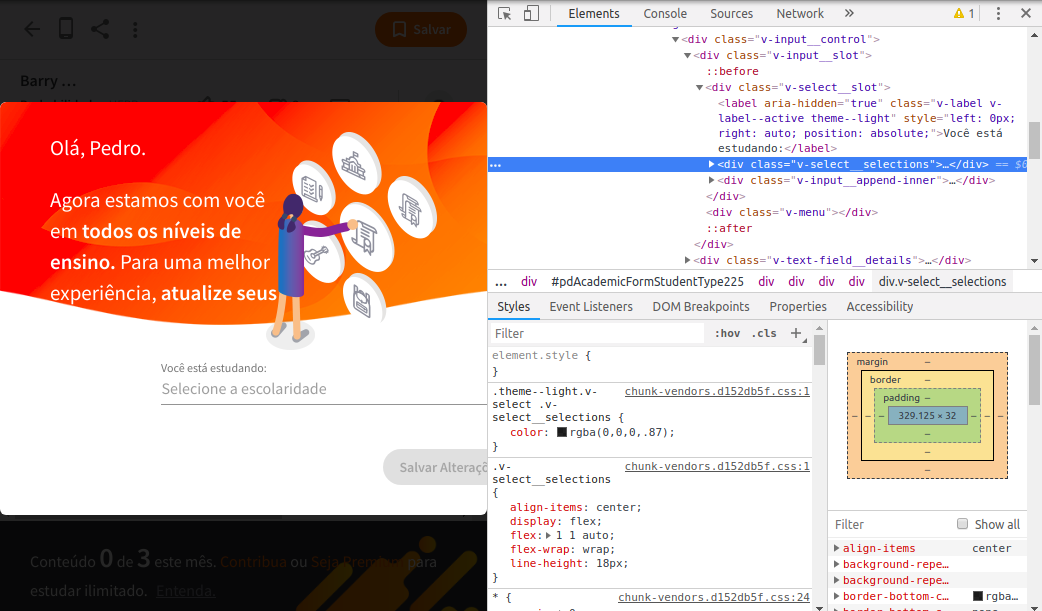 Salvar
Barry ...
Olá, Pedro.
Agora estamos com você
em todos os níveis de
ensino. Para uma melhor
experiência, atualize seus
Você está estudando:
Selecione a escolaridade
Salvar Alteraçõ
Conteúdo 0 de 3 este mês. Contribua ou Seja Premium para
estudar ilimitado. Entenda.
Elements Console Sources Network » 1
▼<div class="v-input__control">
▼<div class="v-input__slot">
::before
▼<div class="v-select__slot">
<label aria-hidden="true" class="v-label v-
label--active theme--light" style="left: 0px;
right: auto; position: absolute;">Você está
estudando:</label>
... ▶<div class="v-select__selections">…</div> == $0
▶<div class="v-input__append-inner">…</div>
</div>
<div class="v-menu"></div>
::after
</div>
▶<div class="v-text-field__details">…</div>
... div #pdAcademicFormStudentType225 div div div div div.v-select__selections
Styles Event Listeners DOM Breakpoints Properties Accessibility
Filter :hov .cls +
element.style {
}
.theme--light.v- chunk-vendors.d152db5f.css:1
select .v-
select__selections {
color: rgba(0,0,0,.87);
}
.v- chunk-vendors.d152db5f.css:1
select__selections
{
align-items: center;
display: flex;
flex:▶ 1 1 auto;
flex-wrap: wrap;
line-height: 18px;
}
* { chunk-vendors.d152db5f.css:24
margin –
border –
padding –
– – – 329.125 × 32 – – –
–
–
–
Filter Show all
▶ align-items center
▶ background-repe…
▶ background-repe…
▶ border-bottom-c… rgba…